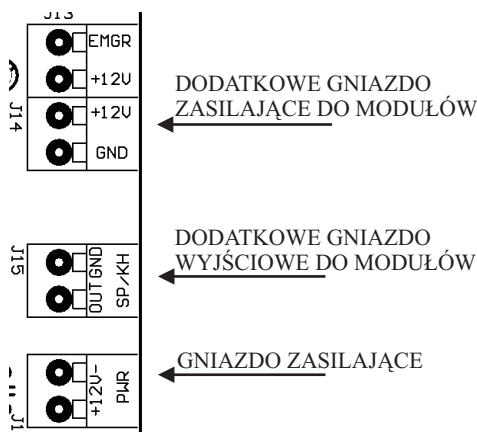 J13
EMGR
+12V
J14
+12V
GND
DODATKOWE GNIAZDO
ZASILAJĄCE DO MODUŁÓW
J15
GND
OUT
SP/KH
DODATKOWE GNIAZDO
WYJŚCIOWE DO MODUŁÓW
GNIAZDO ZASILAJĄCE
+12V-
PWR